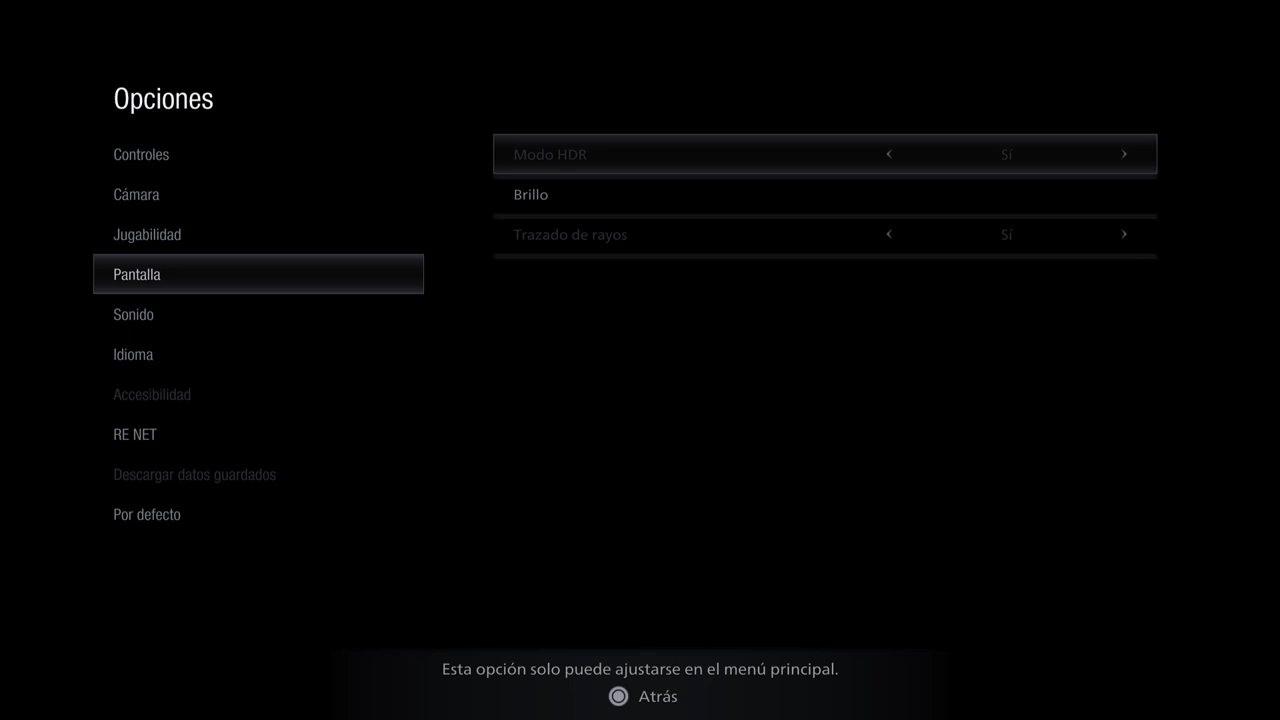 Opciones
Controles
Cámara
Jugabilidad
Pantalla
Sonido
Idioma
Accesibilidad
RE NET
Descargar datos guardados
Por defecto
Modo HDR Sí
Brillo
Trazado de rayos Sí
Esta opción solo puede ajustarse en el menú principal.
Atrás